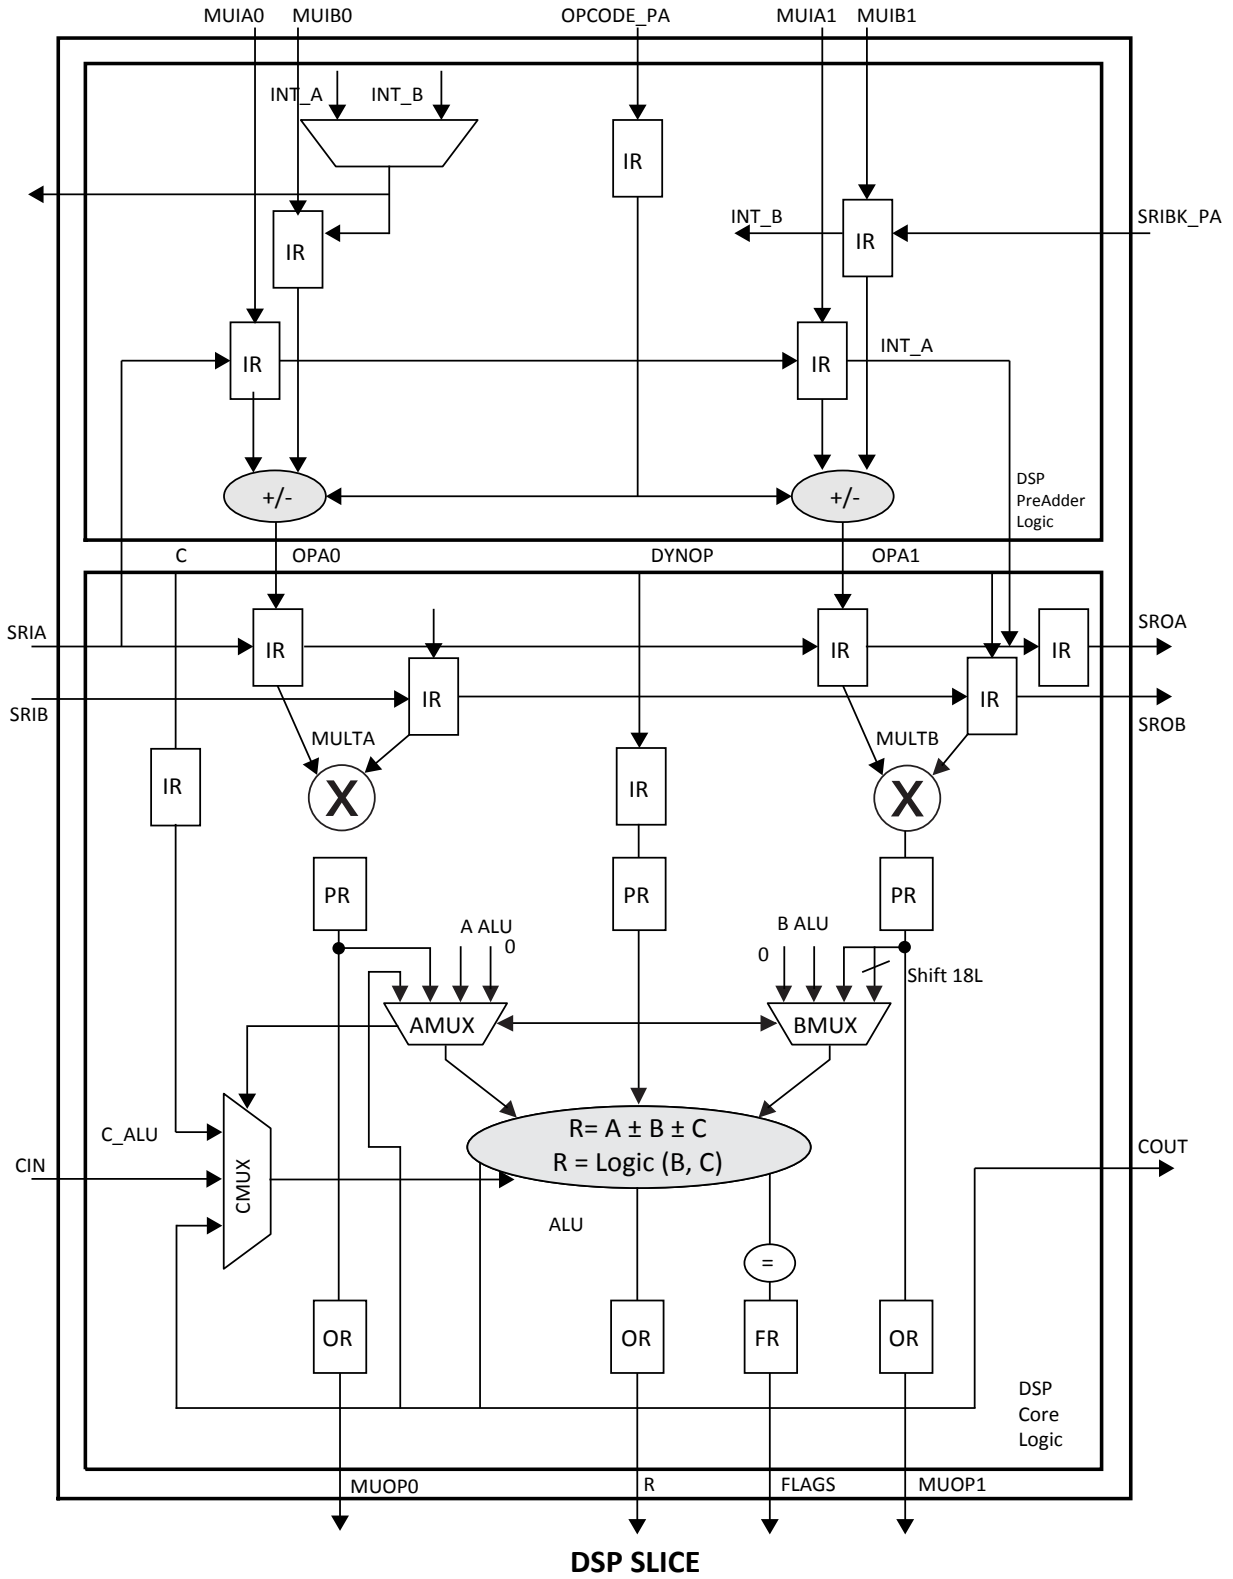 MUIA0
MUIB0
OPCODE_PA
MUIA1
MUIB1
INT_A
INT_B
IR
INT_B
IR
SRIBK_PA
IR
IR
IR
INT_A
+/-
+/-
DSP
PreAdder
Logic
C
OPA0
DYNOP
OPA1
SRIA
IR
IR
IR
SROA
SRIB
IR
IR
SROB
MULTA
MULTB
IR
X
IR
X
PR
PR
PR
A ALU
0
B ALU
0
Shift 18L
AMUX
BMUX
R= A ± B ± C
R = Logic (B, C)
C_ALU
CIN
CMUX
COUT
ALU
=
OR
OR
FR
OR
DSP
Core
Logic
MUOP0
R
FLAGS
MUOP1
DSP SLICE